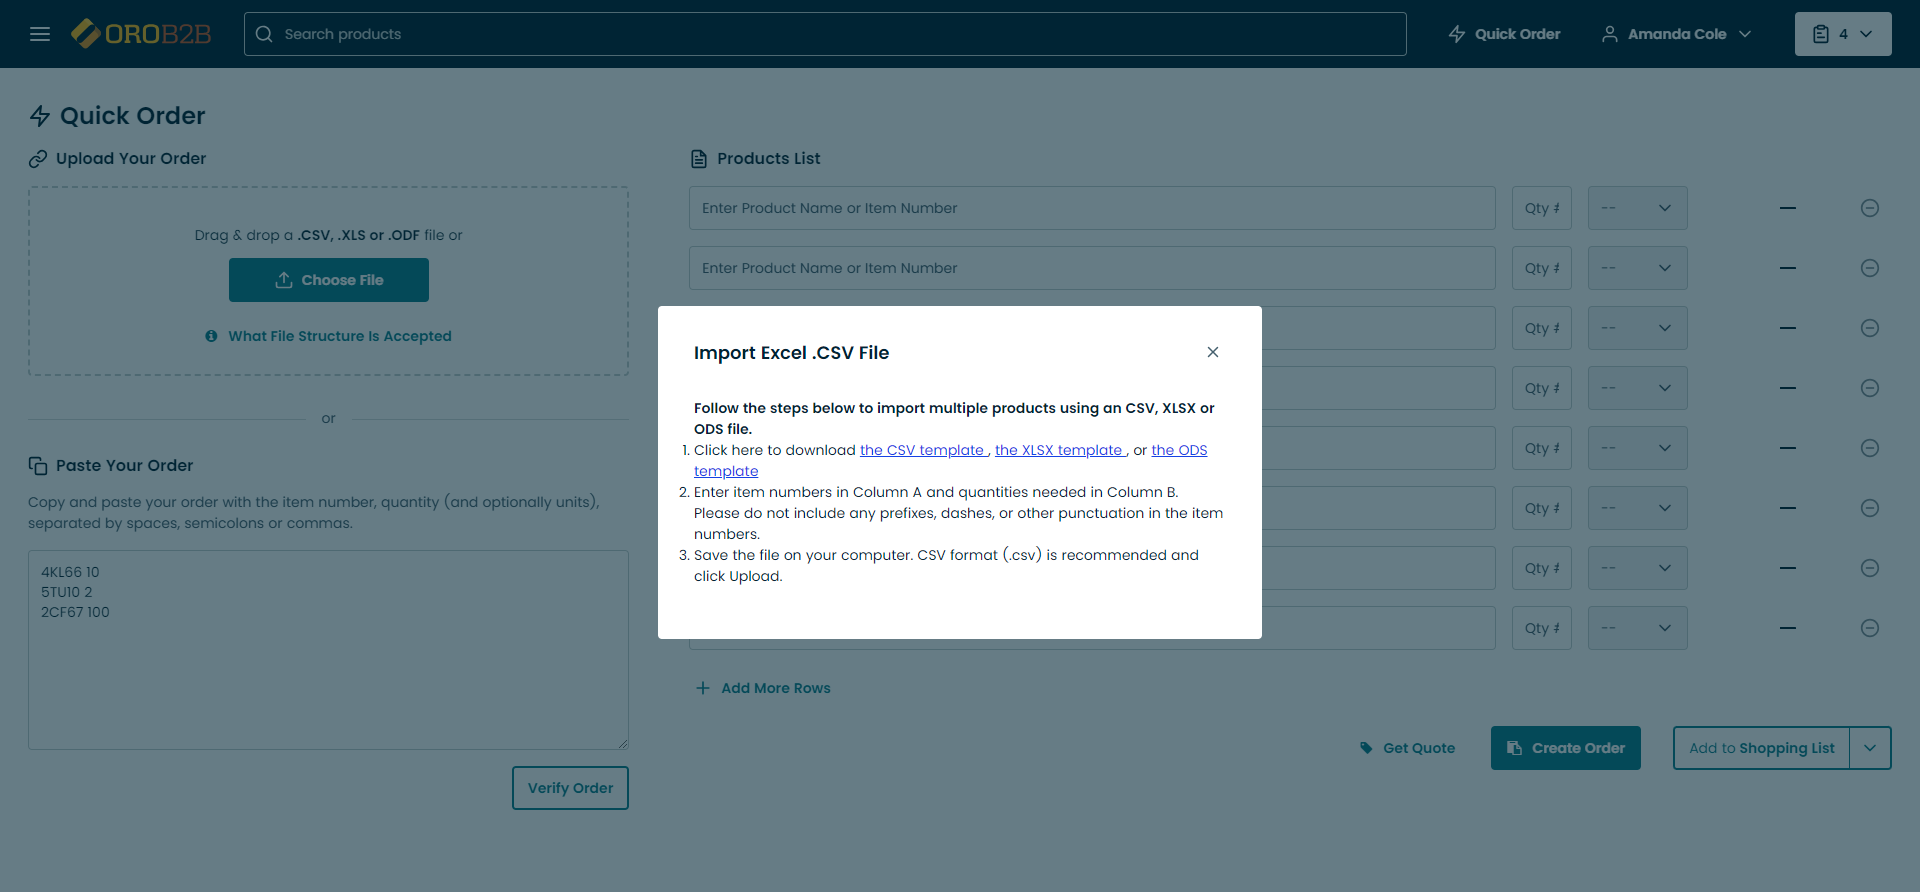 OROB2B
Search products
Quick Order
Amanda Cole
4
Quick Order
Upload Your Order
Drag & drop a .CSV, .XLS or .ODF file or
Choose File
What File Structure Is Accepted
or
Paste Your Order
Copy and paste your order with the item number, quantity (and optionally units),
separated by spaces, semicolons or commas.
4KL66 10
5TU10 2
2CF67 100
Verify Order
Products List
Enter Product Name or Item Number Qty # --
Enter Product Name or Item Number Qty # --
Qty # --
Qty # --
Qty # --
Qty # --
Qty # --
Qty # --
Import Excel .CSV File
Follow the steps below to import multiple products using an CSV, XLSX or
ODS file.
1. Click here to download the CSV template , the XLSX template , or the ODS
template
2. Enter item numbers in Column A and quantities needed in Column B.
Please do not include any prefixes, dashes, or other punctuation in the item
numbers.
3. Save the file on your computer. CSV format (.csv) is recommended and
click Upload.
Add More Rows
Get Quote
Create Order
Add to Shopping List